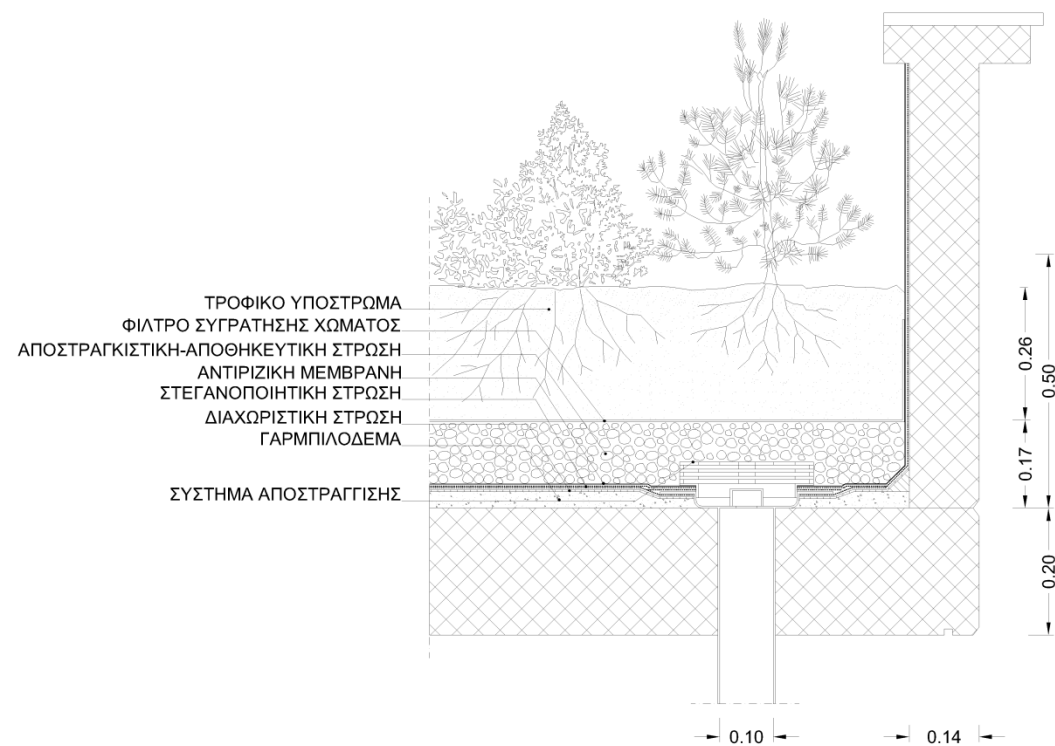 ΤΡΟΦΙΚΟ ΥΠΟΣΤΡΩΜΑ
ΦΙΛΤΡΟ ΣΥΓΡΑΤΗΣΗΣ ΧΩΜΑΤΟΣ
ΑΠΟΣΤΡΑΓΚΙΣΤΙΚΗ-ΑΠΟΘΗΚΕΥΤΙΚΗ ΣΤΡΩΣΗ
ΑΝΤΙΡΙΖΙΚΗ ΜΕΜΒΡΑΝΗ
ΣΤΕΓΑΝΟΠΟΙΗΤΙΚΗ ΣΤΡΩΣΗ
ΔΙΑΧΩΡΙΣΤΙΚΗ ΣΤΡΩΣΗ
ΓΑΡΜΠΙΛΟΔΕΜΑ
ΣΥΣΤΗΜΑ ΑΠΟΣΤΡΑΓΓΙΣΗΣ
0.26
0.50
0.17
0.20
0.10
0.14